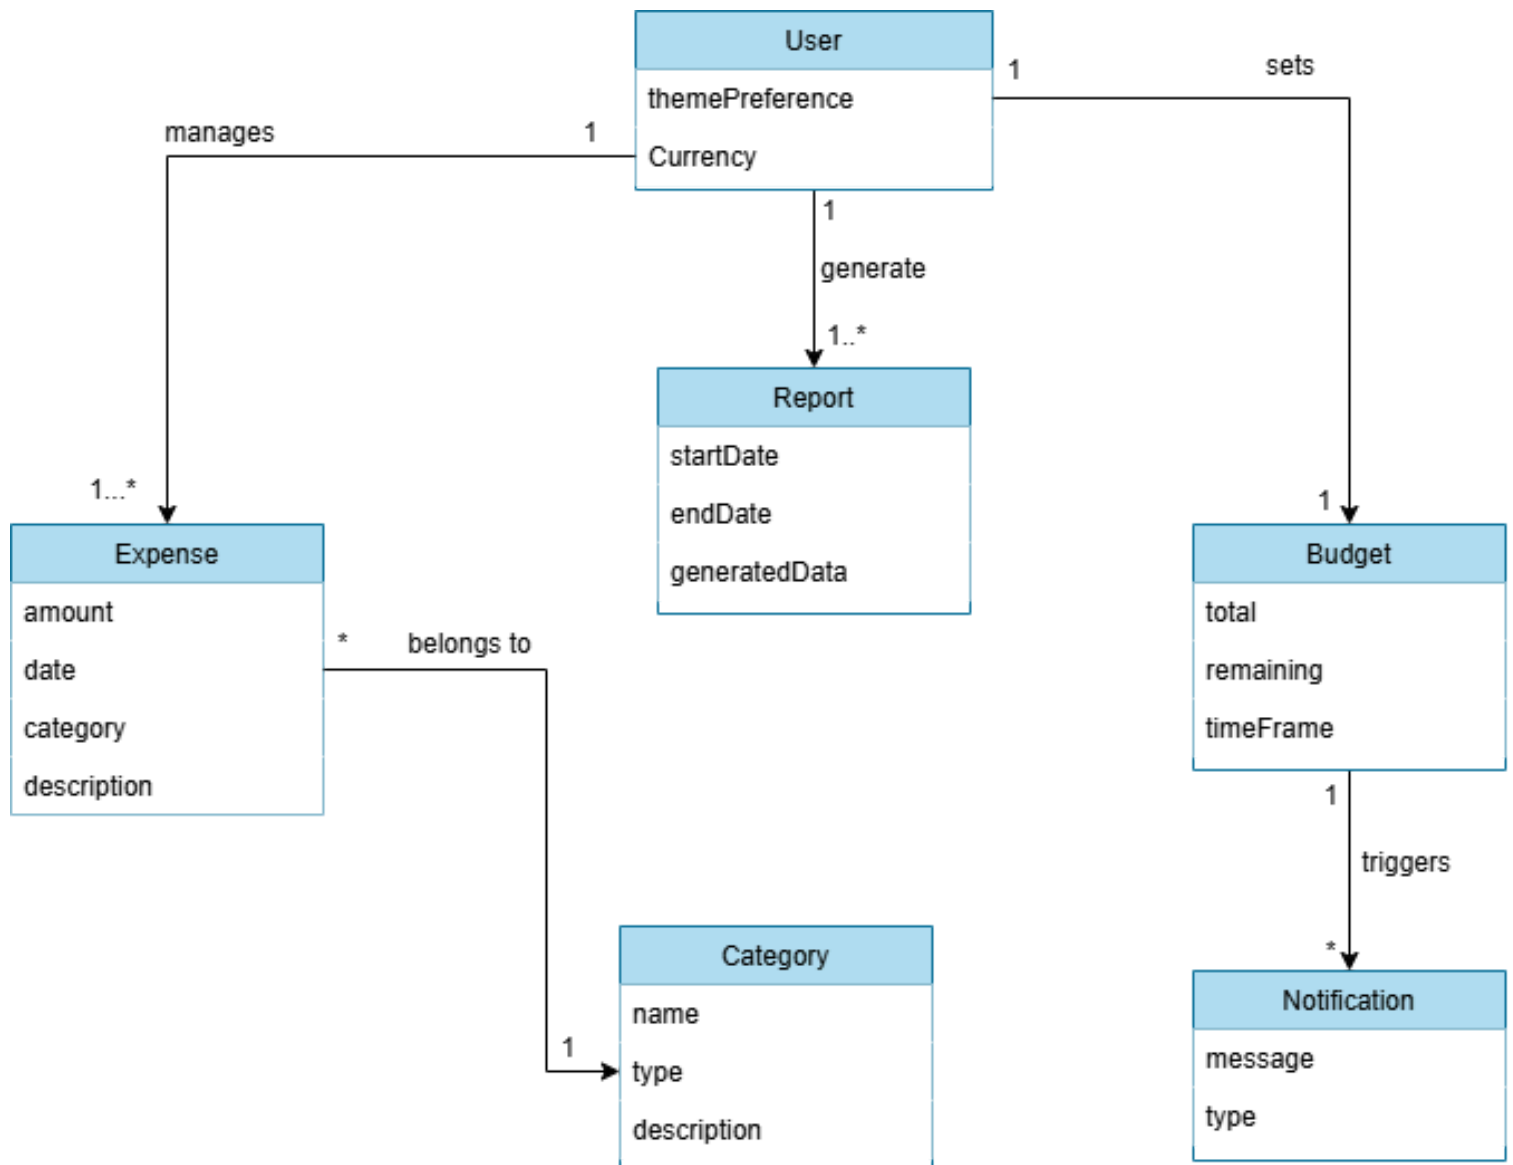 User
themePreference
Currency
1
sets
manages
1
1
generate
1..*
Report
startDate
endDate
generatedData
1...*
Expense
amount
date
category
description
*
belongs to
1
Category
name
type
description
1
Budget
total
remaining
timeFrame
1
triggers
*
Notification
message
type